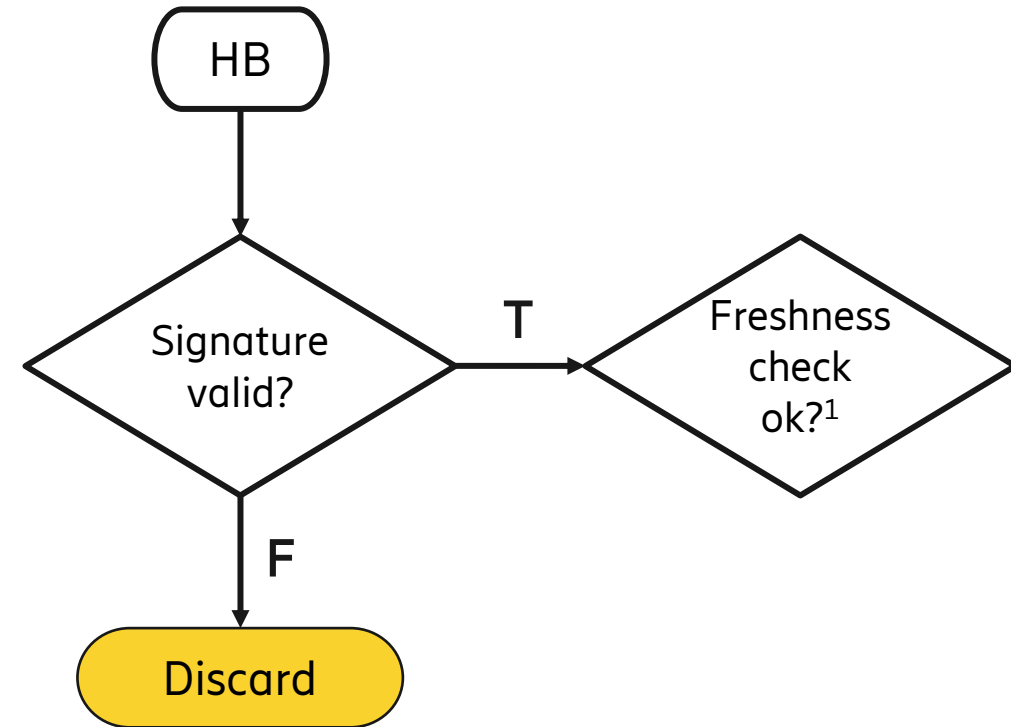 HB
Signature
valid?
T
Freshness
check
ok?¹
F
Discard